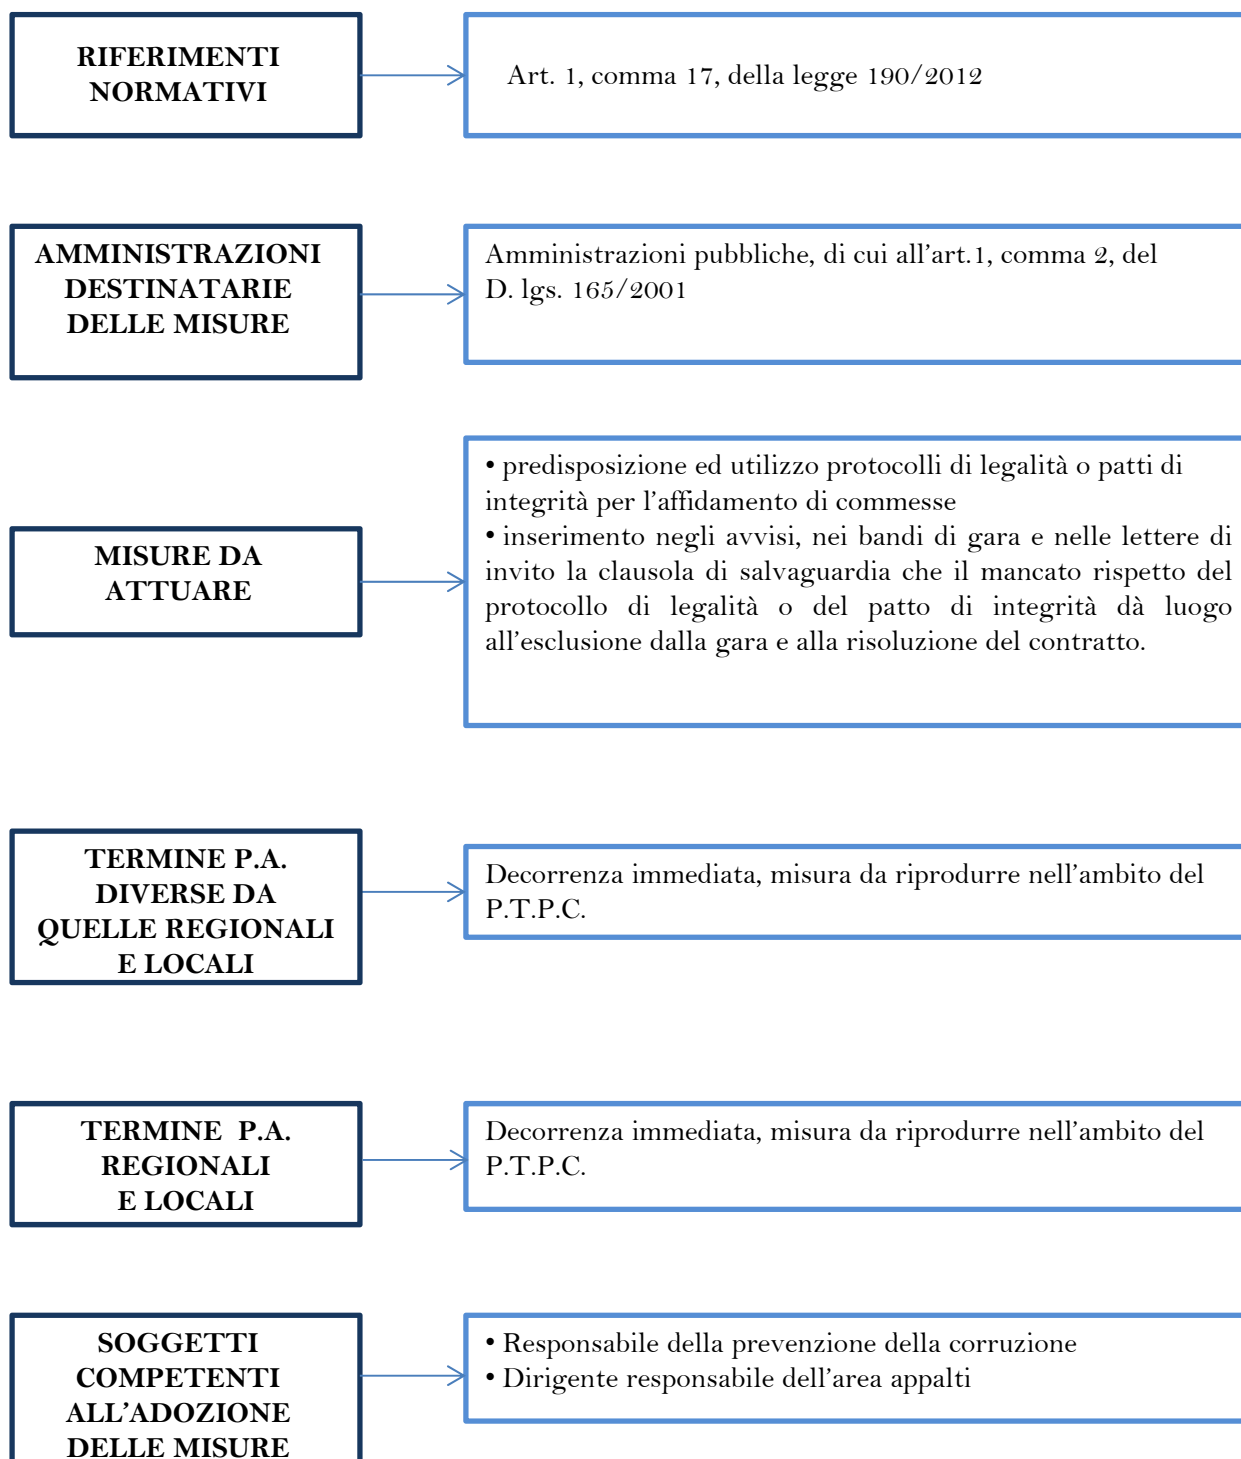 RIFERIMENTI
NORMATIVI
Art. 1, comma 17, della legge 190/2012
AMMINISTRAZIONI
DESTINATARIE
DELLE MISURE
Amministrazioni pubbliche, di cui all’art.1, comma 2, del
D. lgs. 165/2001
MISURE DA
ATTUARE
• predisposizione ed utilizzo protocolli di legalità o patti di
integrità per l’affidamento di commesse
• inserimento negli avvisi, nei bandi di gara e nelle lettere di
invito la clausola di salvaguardia che il mancato rispetto del
protocollo di legalità o del patto di integrità dà luogo
all’esclusione dalla gara e alla risoluzione del contratto.
TERMINE P.A.
DIVERSE DA
QUELLE REGIONALI
E LOCALI
Decorrenza immediata, misura da riprodurre nell’ambito del
P.T.P.C.
TERMINE P.A.
REGIONALI
E LOCALI
Decorrenza immediata, misura da riprodurre nell’ambito del
P.T.P.C.
SOGGETTI
COMPETENTI
ALL’ADOZIONE
DELLE MISURE
• Responsabile della prevenzione della corruzione
• Dirigente responsabile dell’area appalti